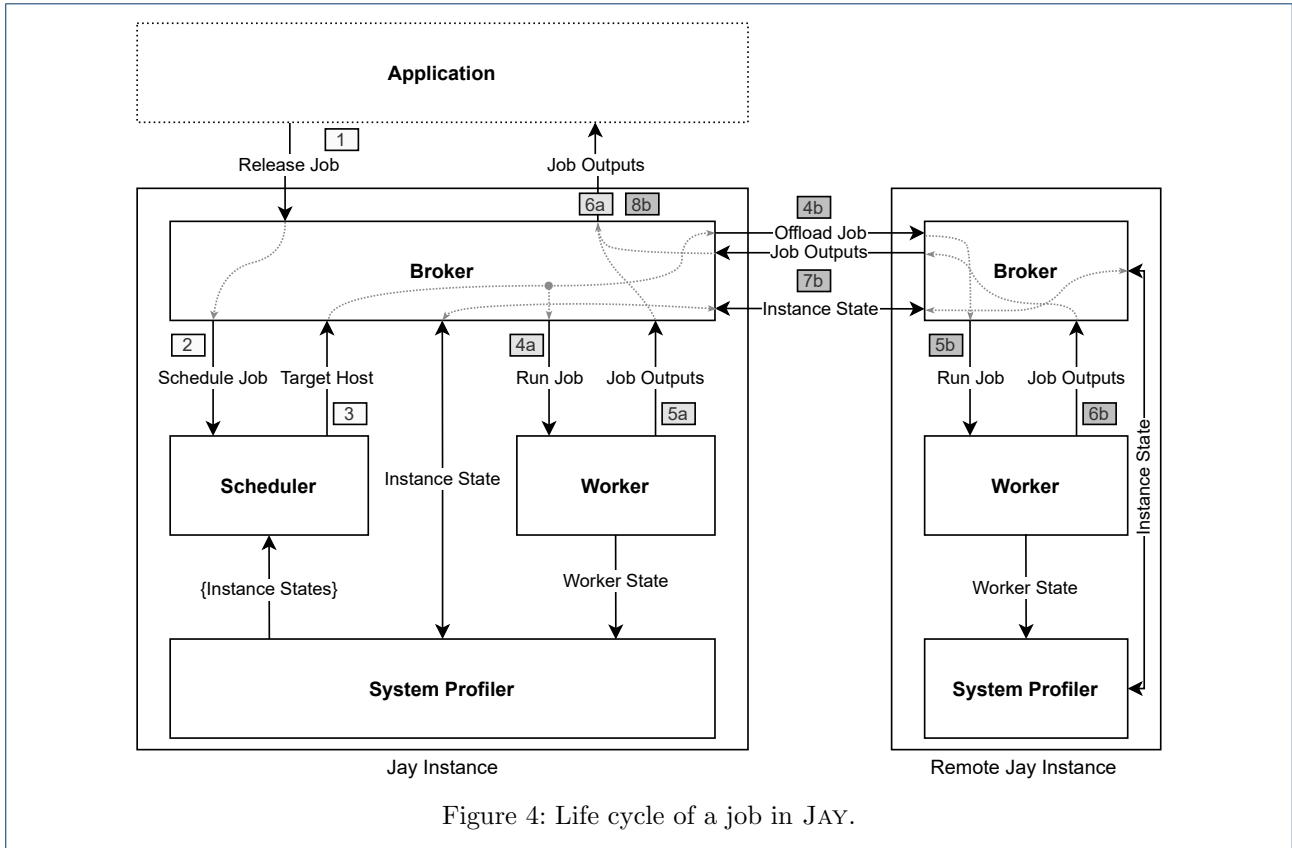 Application
1
Release Job
Job Outputs
6a
8b
4b
Offload Job
Job Outputs
Broker
Broker
7b
Instance State
2
4a
5b
Schedule Job
Target Host
Run Job
Job Outputs
Run Job
Job Outputs
3
5a
6b
Instance State
Scheduler
Instance State
Worker
Worker
{Instance States}
Worker State
Worker State
System Profiler
System Profiler
Jay Instance
Remote Jay Instance
Figure 4: Life cycle of a job in JAY.